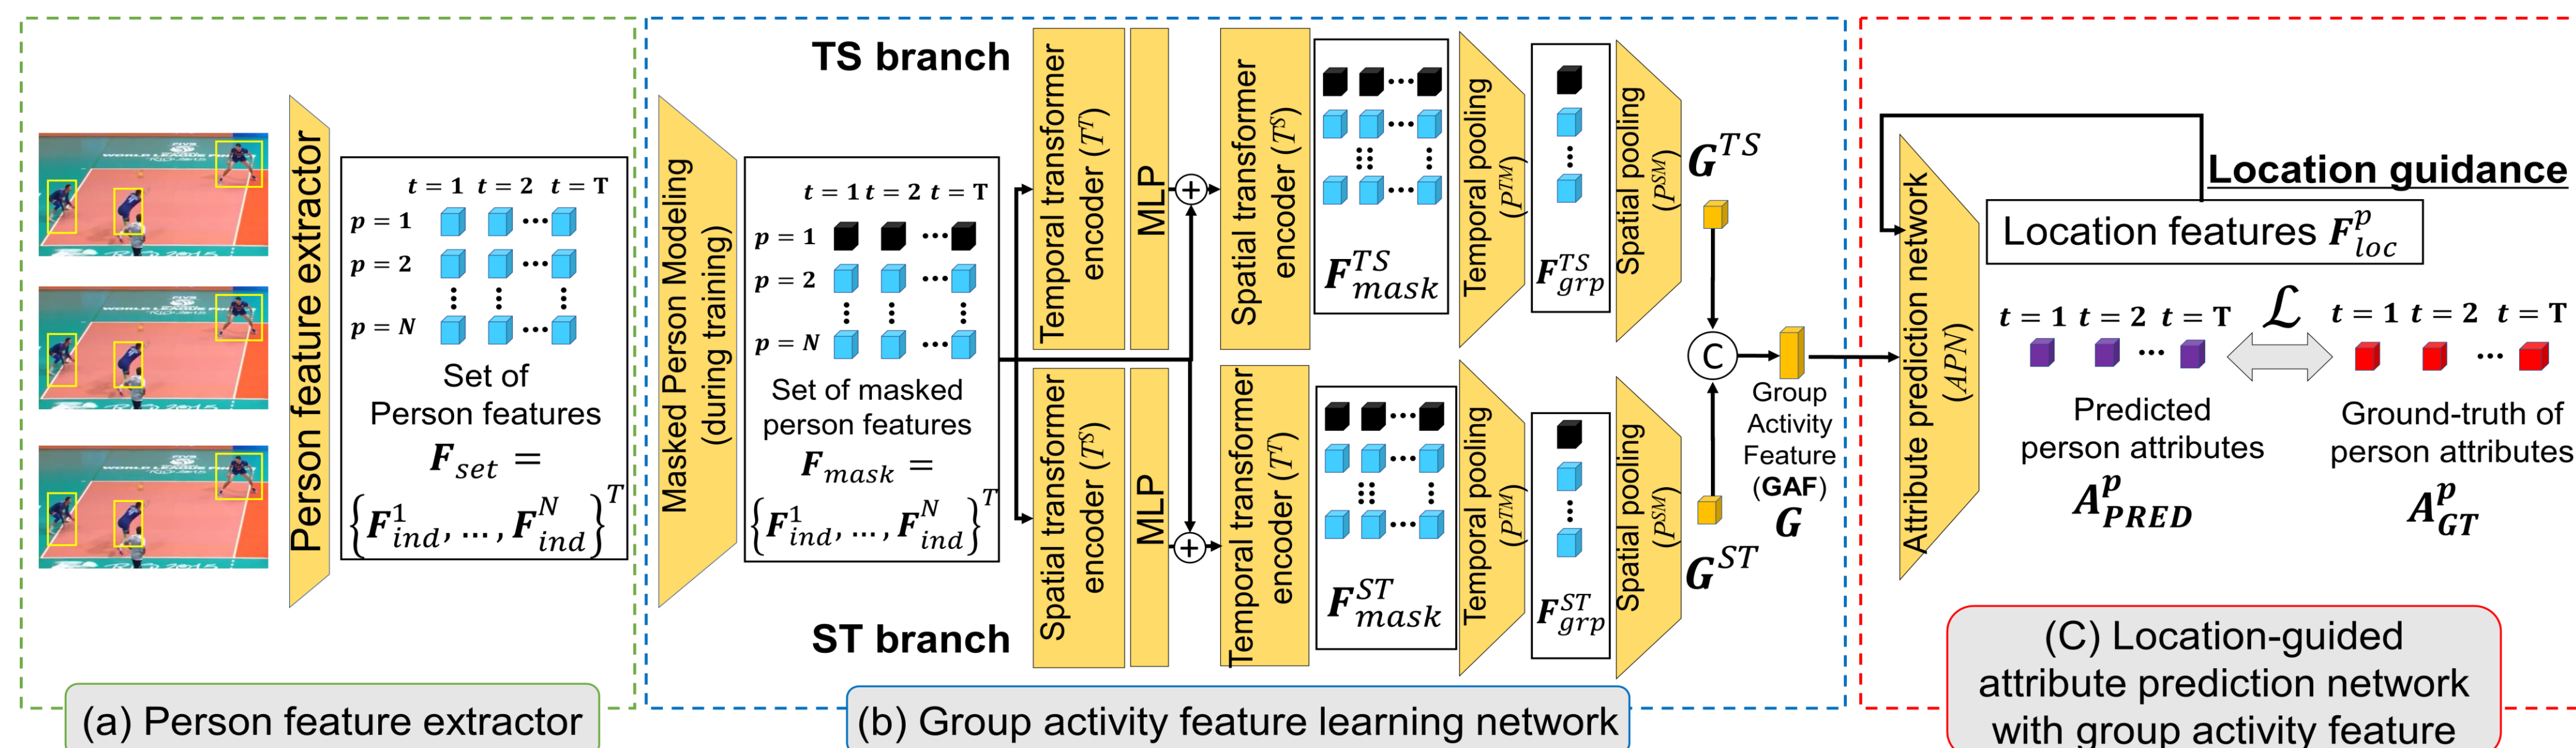 Person feature extractor
t = 1 t = 2 t = T
p = 1
p = 2
p = N
Set of
Person features
F_set =
{F^1_ind, ..., F^N_ind}^T
(a) Person feature extractor
TS branch
ST branch
Masked Person Modeling
(during training)
t = 1 t = 2 t = T
p = 1
p = 2
p = N
Set of masked
person features
F_mask =
{F^1_ind, ..., F^N_ind}^T
Temporal transformer
encoder (T^T)
MLP
+
Spatial transformer
encoder (T^S)
F^TS_mask
Temporal pooling
(P^TM)
F^TS_grp
Spatial pooling
(P^SM)
G^TS
Spatial transformer
encoder (T^S)
MLP
+
Temporal transformer
encoder (T^T)
F^ST_mask
Temporal pooling
(P^TM)
F^ST_grp
Spatial pooling
(P^SM)
G^ST
C
Group
Activity
Feature
(GAF)
G
(b) Group activity feature learning network
Attribute prediction network
(APN)
Location guidance
Location features F^p_loc
t = 1 t = 2 t = T
ℒ
t = 1 t = 2 t = T
Predicted
person attributes
A^p_PRED
Ground-truth of
person attributes
A^p_GT
(C) Location-guided
attribute prediction network
with group activity feature